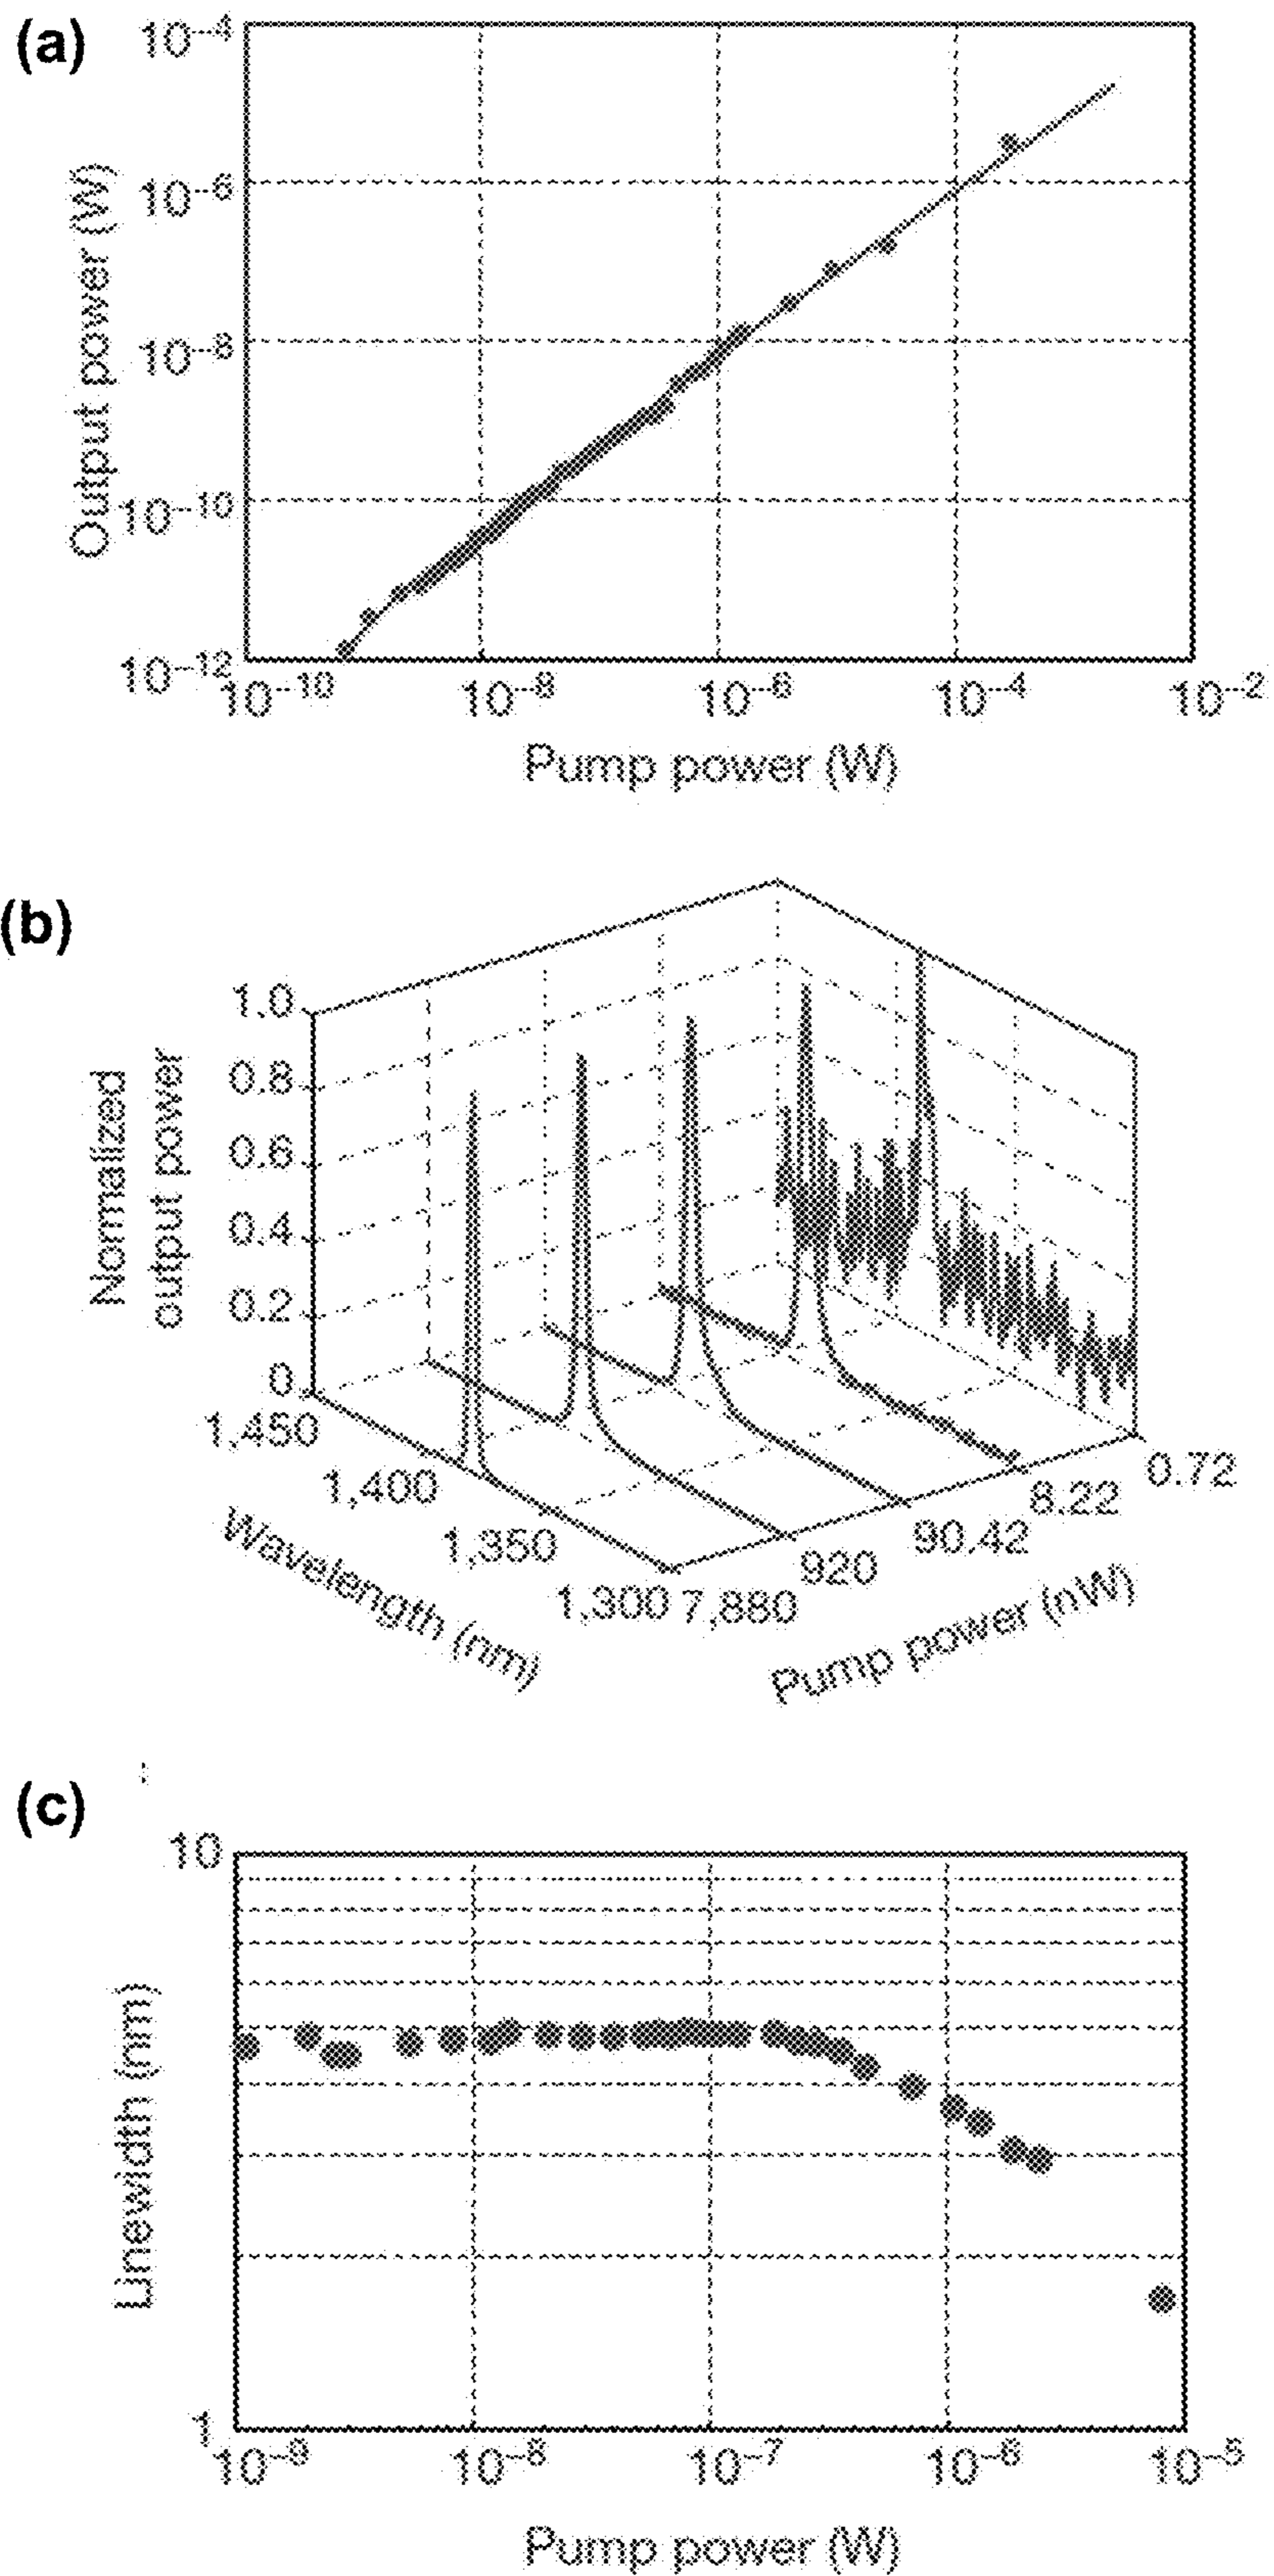 (a)
10⁻⁴
10⁻⁶
10⁻⁸
10⁻¹⁰
10⁻¹²
Output power (W)
10⁻¹⁰ 10⁻⁸ 10⁻⁶ 10⁻⁴ 10⁻²
Pump power (W)
(b)
Normalized
output power
1.0
0.8
0.6
0.4
0.2
0
1,450
1,400
1,350
1,300
Wavelength (nm)
7,880
920
90.42
8.22
0.72
Pump power (nW)
(c)
10
1
Linewidth (nm)
10⁻⁹ 10⁻⁸ 10⁻⁷ 10⁻⁶ 10⁻⁵
Pump power (W)